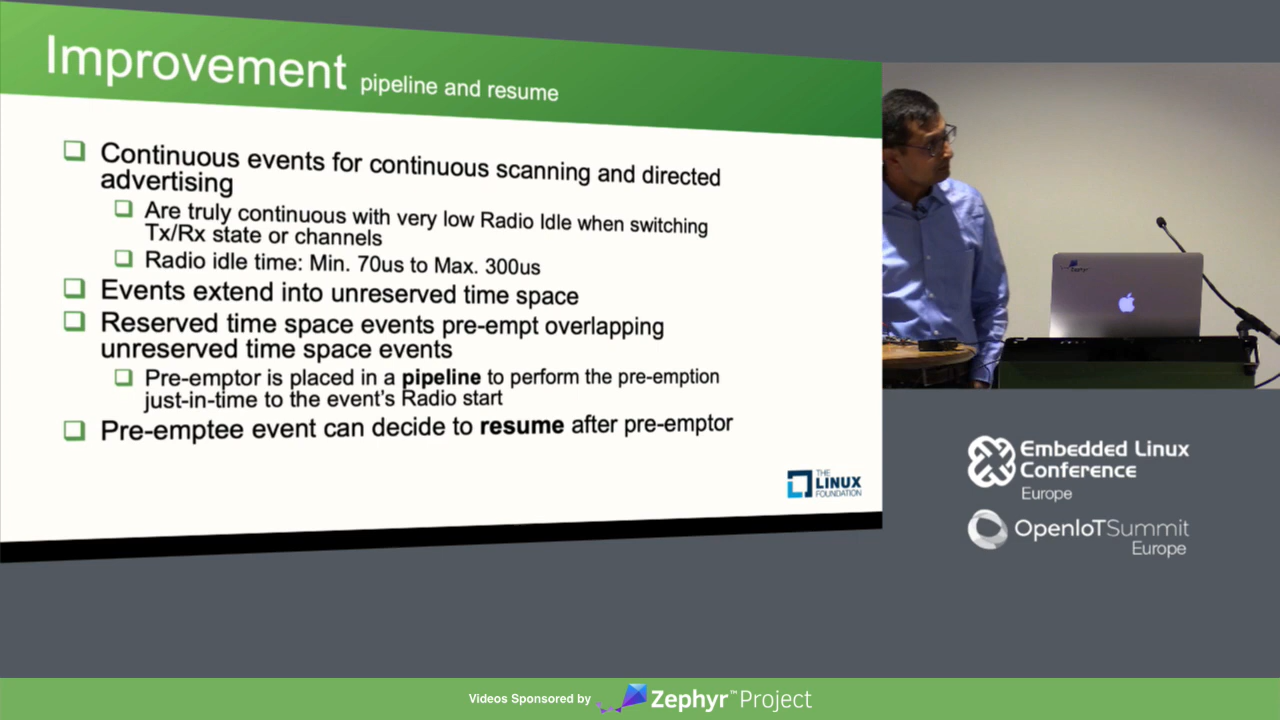 Improvement pipeline and resume
Continuous events for continuous scanning and directed
advertising
Are truly continuous with very low Radio Idle when switching
Tx/Rx state or channels
Radio idle time: Min. 70us to Max. 300us
Events extend into unreserved time space
Reserved time space events pre-empt overlapping
unreserved time space events
Pre-emptor is placed in a pipeline to perform the pre-emption
just-in-time to the event's Radio start
Pre-emptee event can decide to resume after pre-emptor
THE
LINUX
FOUNDATION
Zephyr
Embedded Linux
Conference
Europe
OpenIoTSummit
Europe
Videos Sponsored by Zephyr™Project